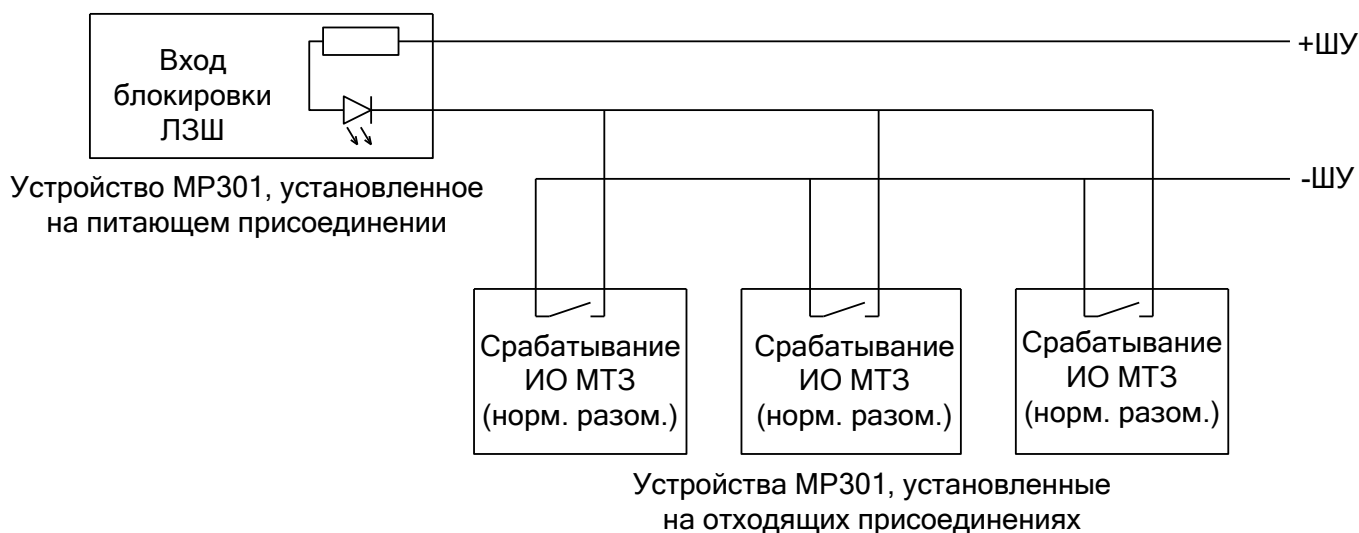 Вход
блокировки
ЛЗШ
+ШУ
-ШУ
Устройство МР301, установленное
на питающем присоединении
Срабатывание
ИО МТЗ
(норм. разом.)
Срабатывание
ИО МТЗ
(норм. разом.)
Срабатывание
ИО МТЗ
(норм. разом.)
Устройства МР301, установленные
на отходящих присоединениях